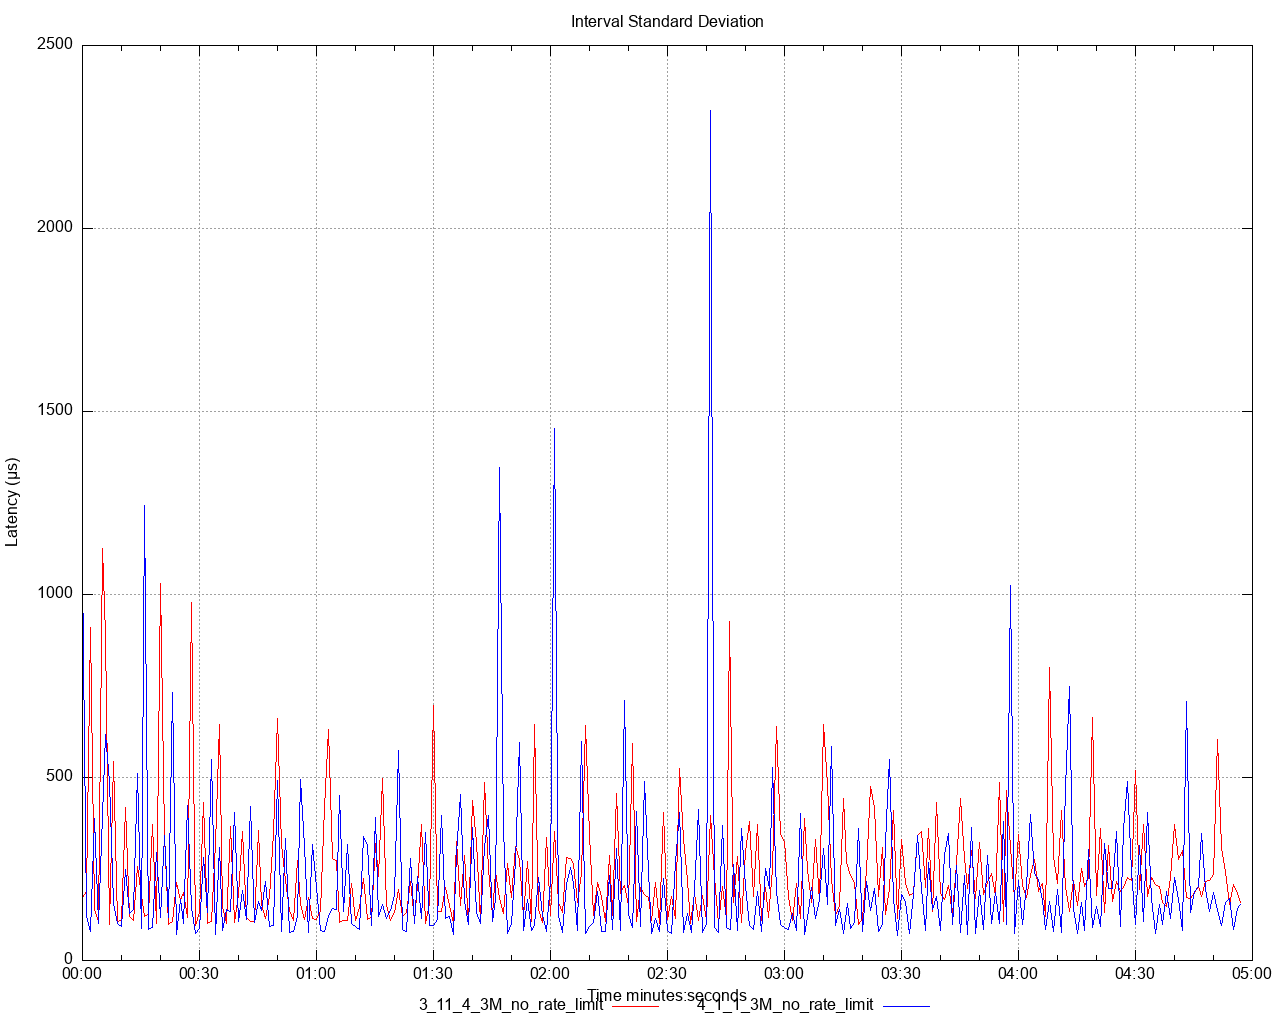 Interval Standard Deviation
2500
2000
1500
1000
500
0
Latency (µs)
00:00 00:30 01:00 01:30 02:00 02:30 03:00 03:30 04:00 04:30 05:00
Time minutes:seconds
3_11_4_3M_no_rate_limit 4_1_1_3M_no_rate_limit